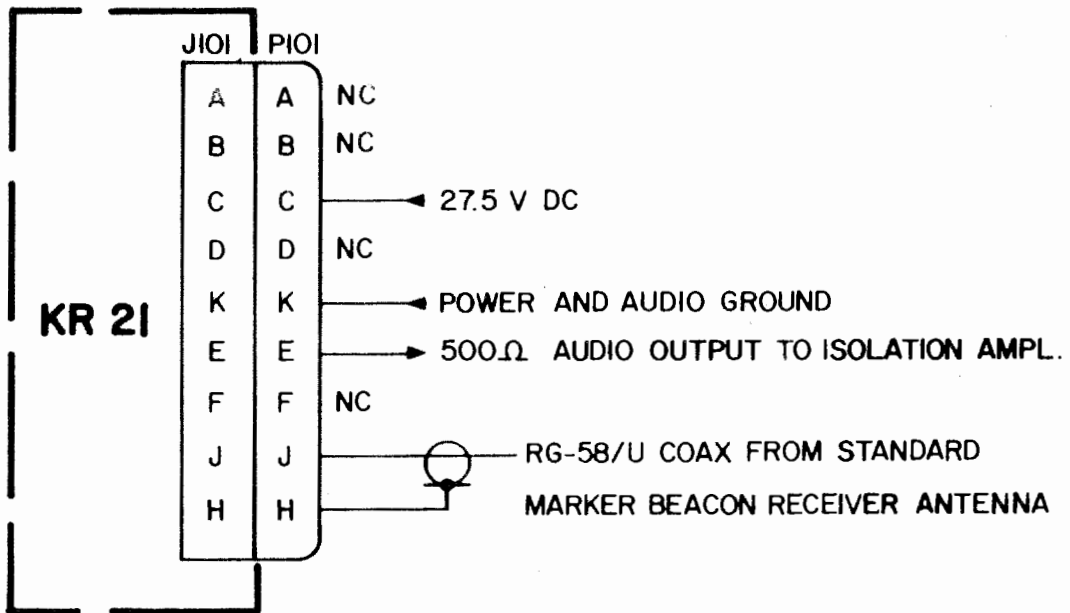 J101 P101
A A NC
B B NC
C C 27.5 V DC
D D NC
K K POWER AND AUDIO GROUND
KR 21
E E 500Ω AUDIO OUTPUT TO ISOLATION AMPL.
F F NC
J J RG-58/U COAX FROM STANDARD
H H MARKER BEACON RECEIVER ANTENNA